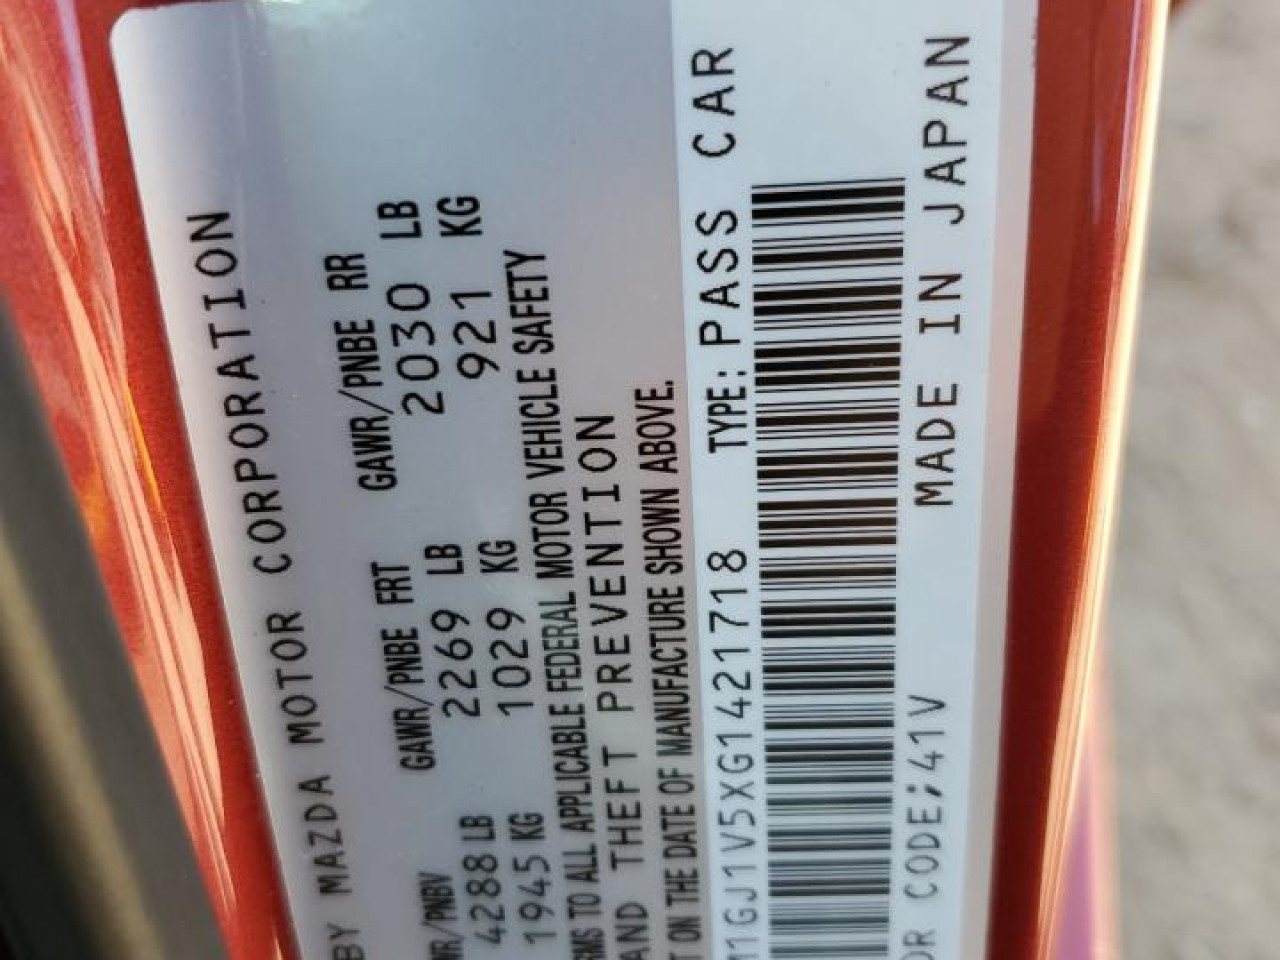 BY MAZDA MOTOR CORPORATION
GAWR/PNBE FRT GAWR/PNBE RR
4288 LB 2269 LB 2030 LB
1945 KG 1029 KG 921 KG
TO ALL APPLICABLE FEDERAL MOTOR VEHICLE SAFETY
AND THEFT PREVENTION
ON THE DATE OF MANUFACTURE SHOWN ABOVE.
1GJ1V5XG1421718 TYPE: PASS CAR
CODE;41V MADE IN JAPAN